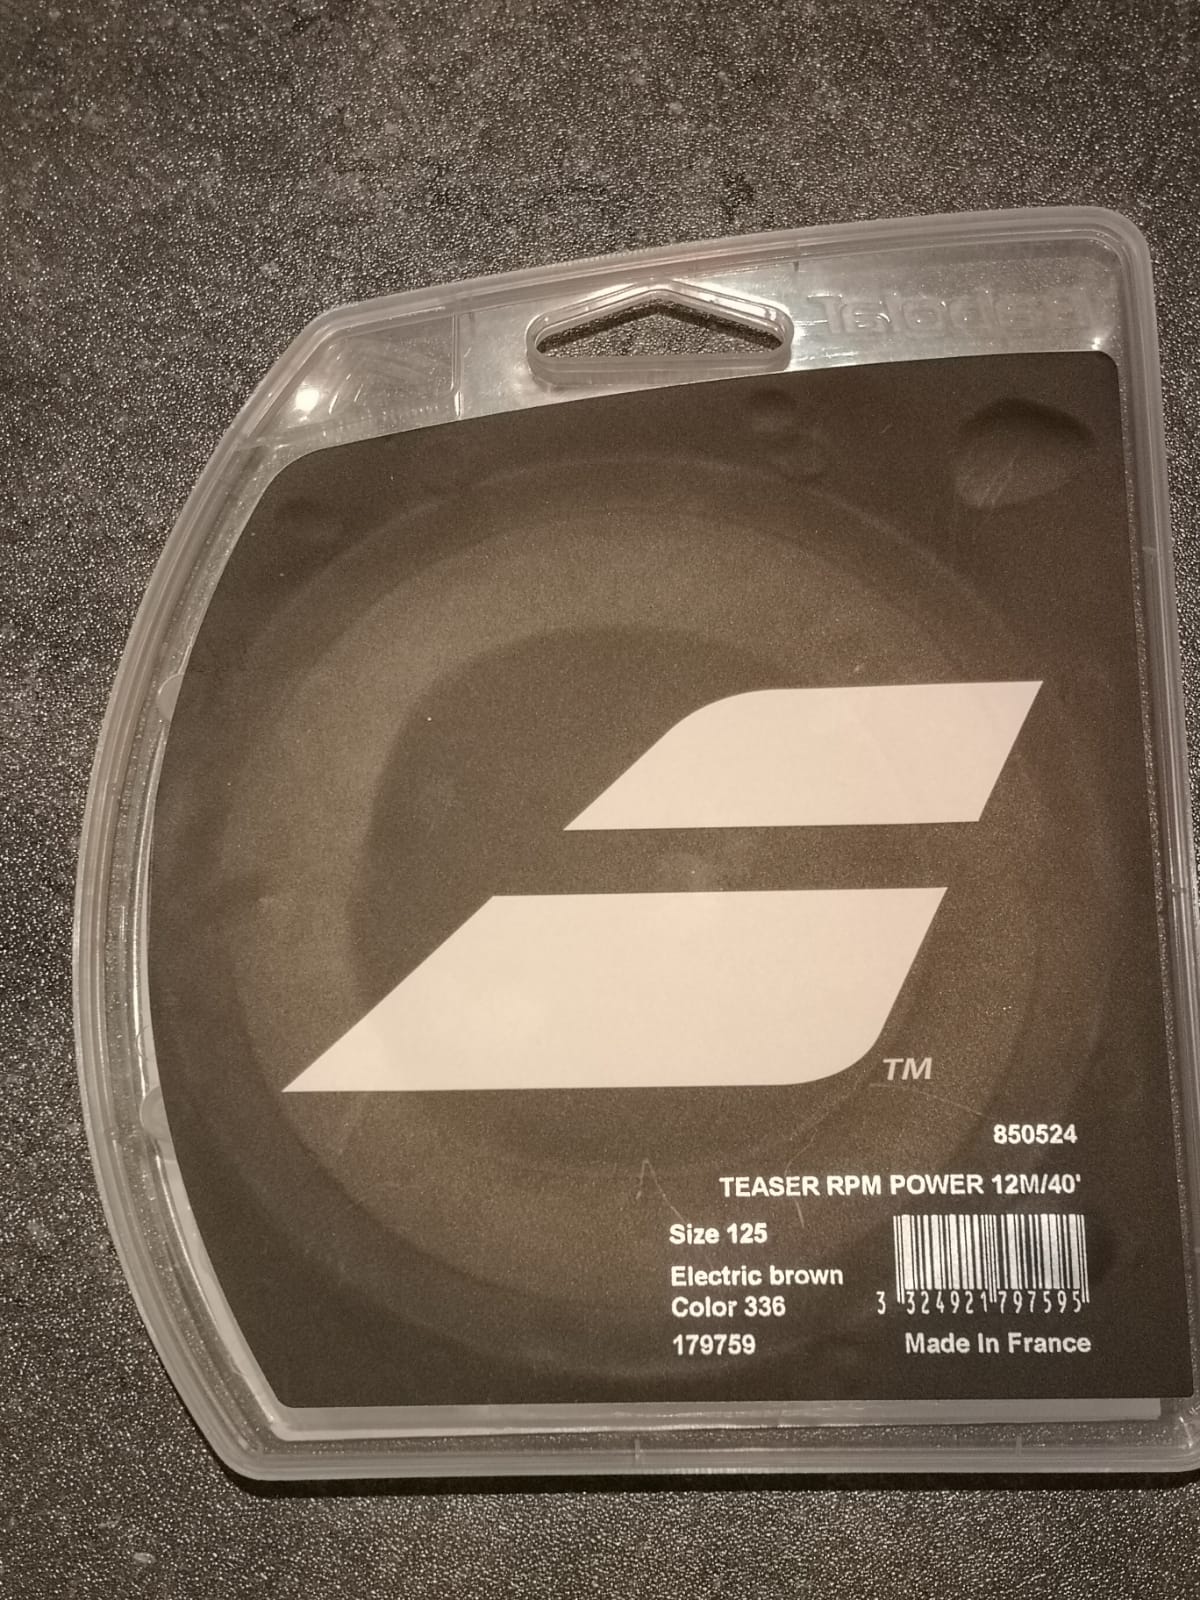 babolat
TM
850524
TEASER RPM POWER 12M/40'
Size 125
Electric brown
Color 336
179759
3 324921 797595
Made In France